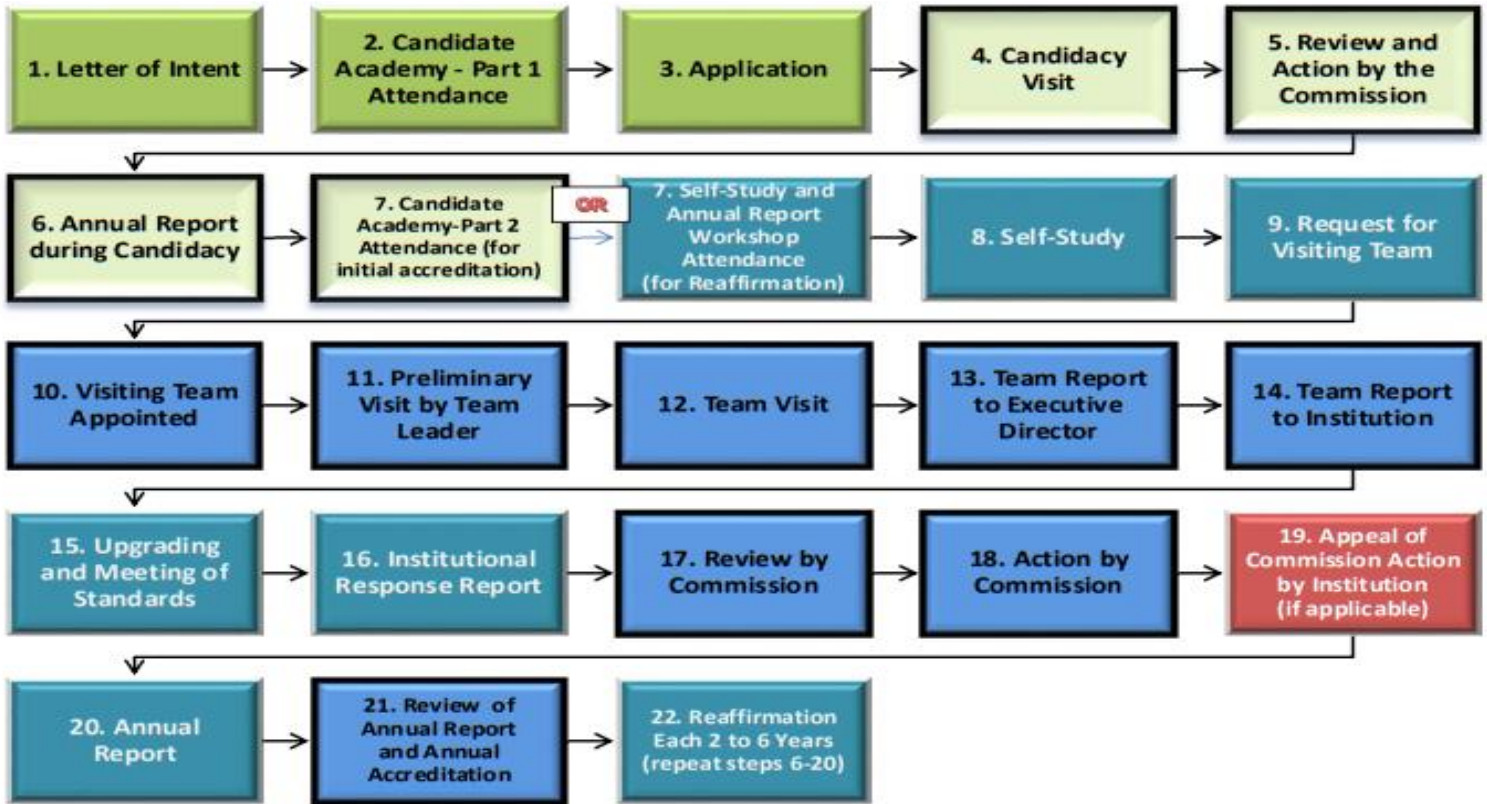 1. Letter of Intent
2. Candidate
Academy - Part 1
Attendance
3. Application
4. Candidacy
Visit
5. Review and
Action by the
Commission
6. Annual Report
during Candidacy
7. Candidate
Academy-Part 2
Attendance (for
initial accreditation)
OR
7. Self-Study and
Annual Report
Workshop
Attendance
(for Reaffirmation)
8. Self-Study
9. Request for
Visiting Team
10. Visiting Team
Appointed
11. Preliminary
Visit by Team
Leader
12. Team Visit
13. Team Report
to Executive
Director
14. Team Report
to Institution
15. Upgrading
and Meeting of
Standards
16. Institutional
Response Report
17. Review by
Commission
18. Action by
Commission
19. Appeal of
Commission Action
by Institution
(if applicable)
20. Annual
Report
21. Review of
Annual Report
and Annual
Accreditation
22. Reaffirmation
Each 2 to 6 Years
(repeat steps 6-20)